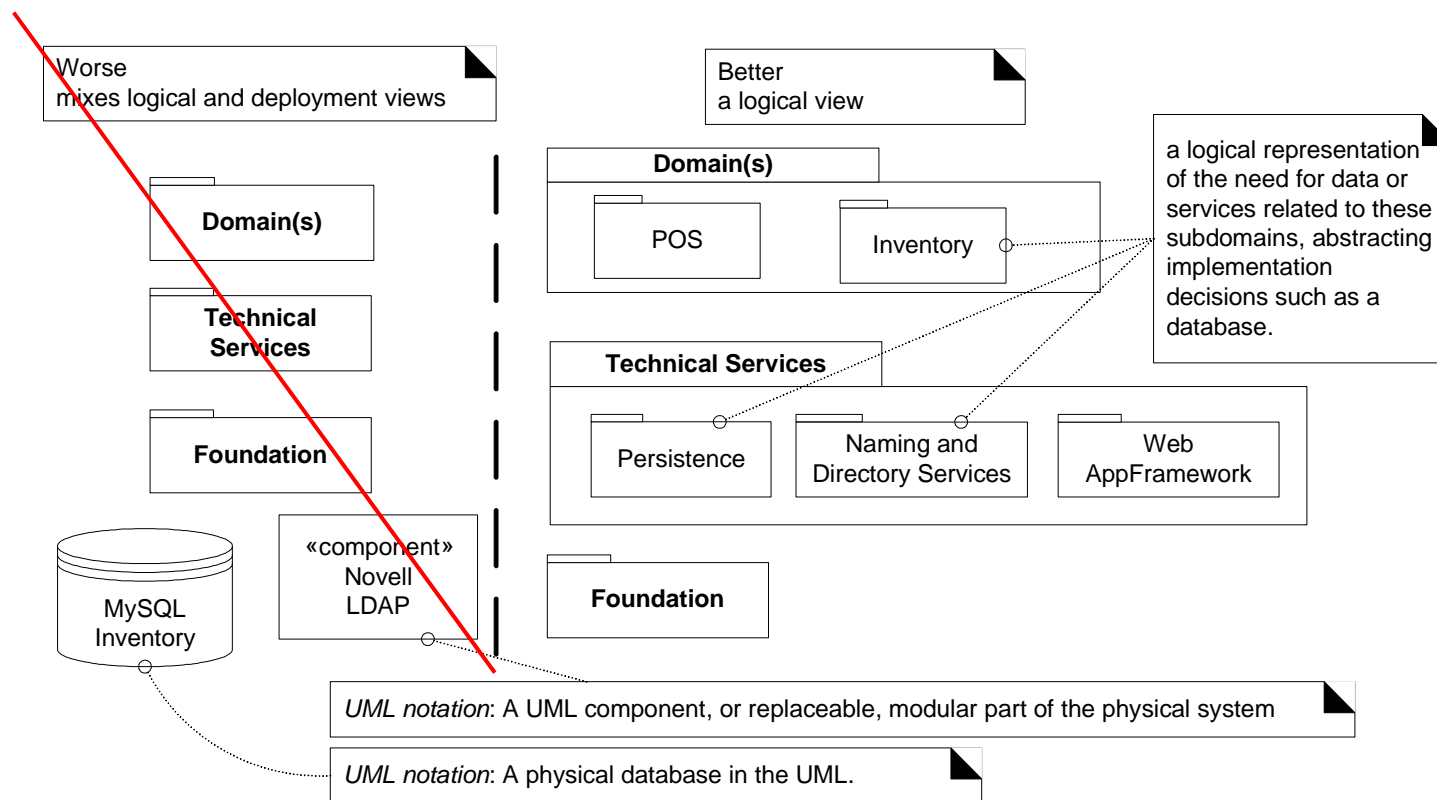 Worse
mixes logical and deployment views
Better
a logical view
a logical representation
of the need for data or
services related to these
subdomains, abstracting
implementation
decisions such as a
database.
Domain(s)
Technical
Services
Foundation
«component»
Novell
LDAP
MySQL
Inventory
Domain(s)
POS
Inventory
Technical Services
Persistence
Naming and
Directory Services
Web
AppFramework
Foundation
UML notation: A UML component, or replaceable, modular part of the physical system
UML notation: A physical database in the UML.